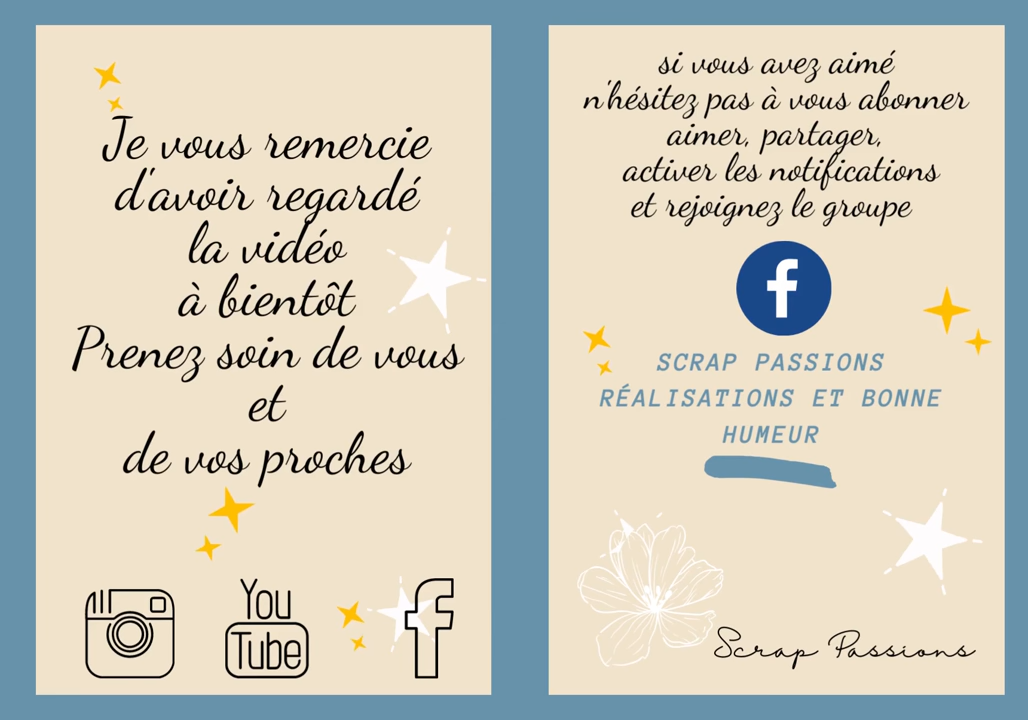 Je vous remercie
d'avoir regardé
la vidéo
à bientôt
Prenez soin de vous
et
de vos proches
You
Tube
f
si vous avez aimé
n'hésitez pas à vous abonner
aimer, partager,
activer les notifications
et rejoignez le groupe
f
SCRAP PASSIONS
RÉALISATIONS ET BONNE
HUMEUR
Scrap Passions